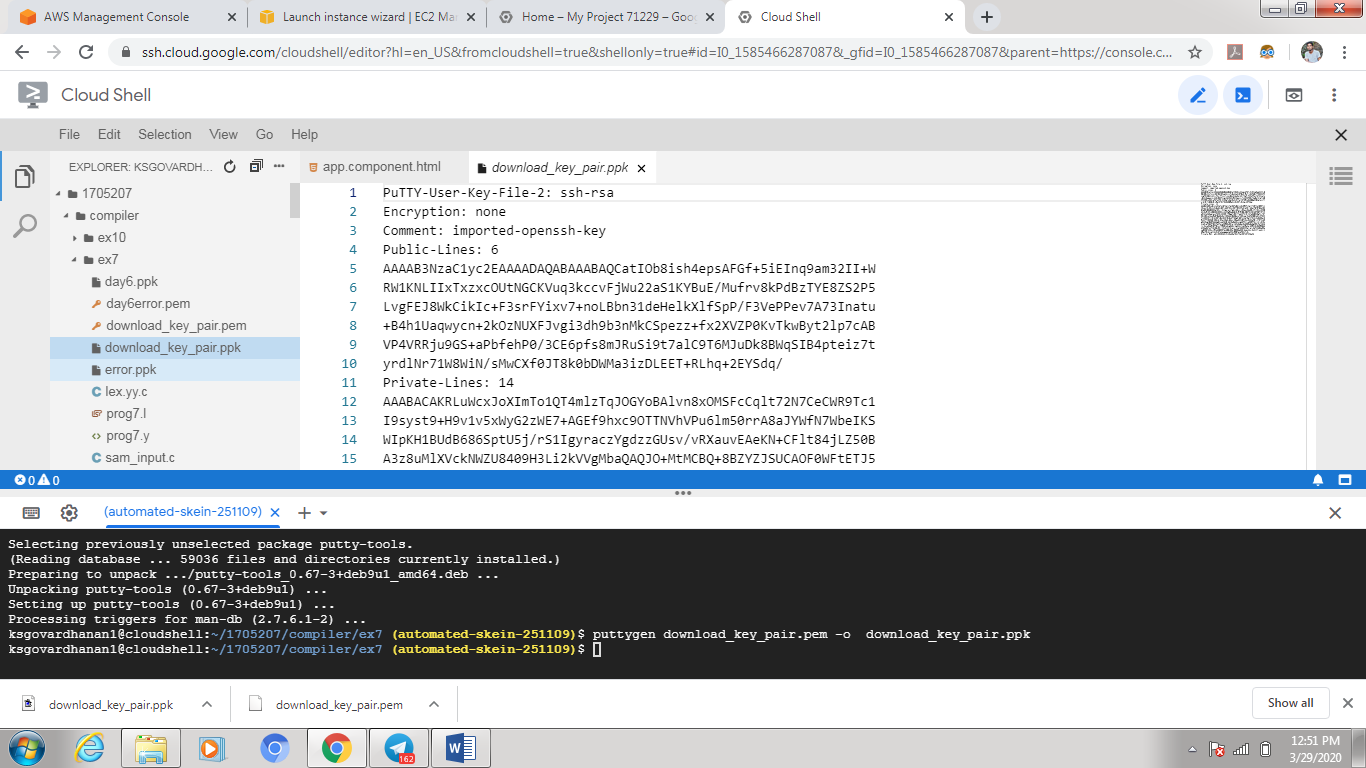 AWS Management Console
Launch instance wizard | EC2 Mar
Home – My Project 71229 – Goog
Cloud Shell
ssh.cloud.google.com/cloudshell/editor?hl=en_US&fromcloudshell=true&shellonly=true#id=I0_1585466287087&_gfid=I0_1585466287087&parent=https://console.c...
Cloud Shell
File Edit Selection View Go Help
EXPLORER: KSGOVARDH...
1705207
compiler
ex10
ex7
day6.ppk
day6error.pem
download_key_pair.pem
download_key_pair.ppk
error.ppk
lex.yy.c
prog7.l
prog7.y
sam_input.c
app.component.html
download_key_pair.ppk
1 PuTTY-User-Key-File-2: ssh-rsa
2 Encryption: none
3 Comment: imported-openssh-key
4 Public-Lines: 6
5 AAAAB3NzaC1yc2EAAAADAQABAAABAQCatIOb8ish4epsAFGf+5iEInq9am32II+W
6 RW1KNLIIxTxzxcOUtNGCKVuq3kccvFjWu22aS1KYBuE/Mufrv8kPdBzTYE8ZS2P5
7 LvgFEJ8WkCikIc+F3srFYixv7+noLBbn31deHelkXlfSpP/F3VePPev7A73Inatu
8 +B4h1Uaqwycn+2kOzNUXFJvgi3dh9b3nMkCSpezz+fx2XVZP0KvTkwByt2lp7cAB
9 VP4VRRju9GS+aPbfehP0/3CE6pfs8mJRuSi9t7alC9T6MJuDk8BWqSIB4pteiz7t
10 yrdlNr71W8WiN/sMwCXf0JT8k0bDWMa3izDLEET+RLhq+2EYSdq/
11 Private-Lines: 14
12 AAABACAKRLuWcxJoXImTo1QT4mlzTqJOGYoBAlvn8xOMSFcCqlt72N7CeCWR9Tc1
13 I9syst9+H9v1v5xWyG2zWE7+AGEf9hxc9OTTNVhVPu6lm50rrA8aJYWfN7WbeIKS
14 WIpKH1BUdB686SptU5j/rS1IgyraczYgdzzGUsv/vRXauvEAeKN+CFlt84jLZ50B
15 A3z8uMlXVckNWZU8409H3Li2kVVgMbaQAQJO+MtMCBQ+8BZYZJSUCAOF0WFtETJ5
0 0
(automated-skein-251109)
Selecting previously unselected package putty-tools.
(Reading database ... 59036 files and directories currently installed.)
Preparing to unpack .../putty-tools_0.67-3+deb9u1_amd64.deb ...
Unpacking putty-tools (0.67-3+deb9u1) ...
Setting up putty-tools (0.67-3+deb9u1) ...
Processing triggers for man-db (2.7.6.1-2) ...
ksgovardhanan1@cloudshell:~/1705207/compiler/ex7 (automated-skein-251109)$ puttygen download_key_pair.pem -o  download_key_pair.ppk
ksgovardhanan1@cloudshell:~/1705207/compiler/ex7 (automated-skein-251109)$
download_key_pair.ppk
download_key_pair.pem
Show all
162
12:51 PM
3/29/2020